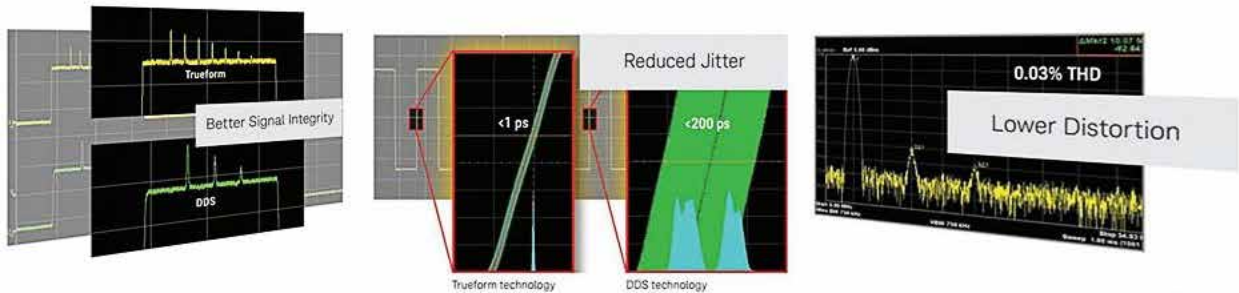 Trueform
Better Signal Integrity
DDS
Reduced Jitter
<1 ps
<200 ps
Trueform technology
DDS technology
0.03% THD
Lower Distortion